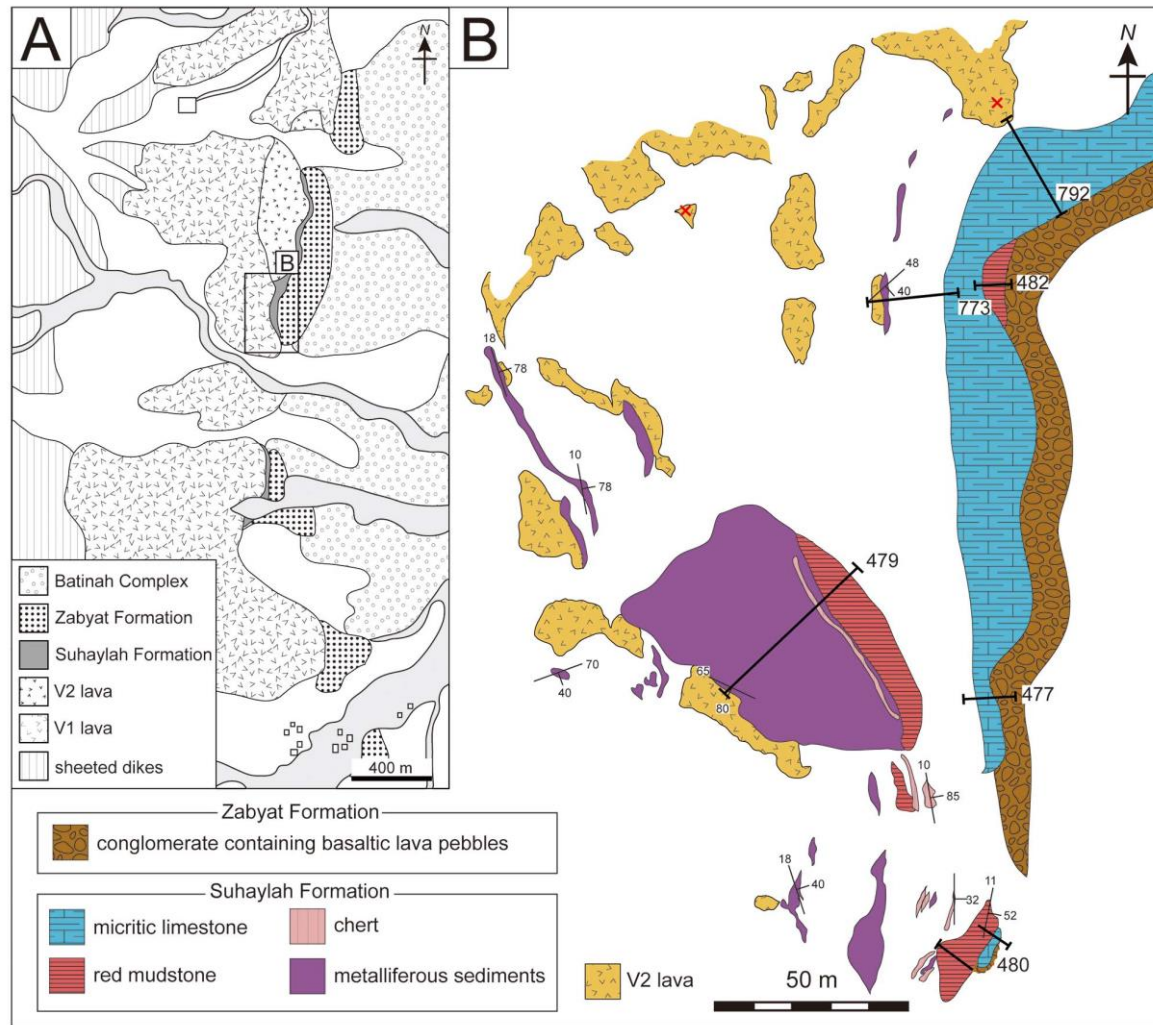 A
N
B
Batinah Complex
Zabyat Formation
Suhaylah Formation
V2 lava
V1 lava
sheeted dikes
400 m
B
N
792
48
40
482
773
18
78
10
78
479
70
40
65
80
477
10
85
18
40
32
11
52
480
Zabyat Formation
conglomerate containing basaltic lava pebbles
Suhaylah Formation
micritic limestone
chert
red mudstone
metalliferous sediments
V2 lava
50 m